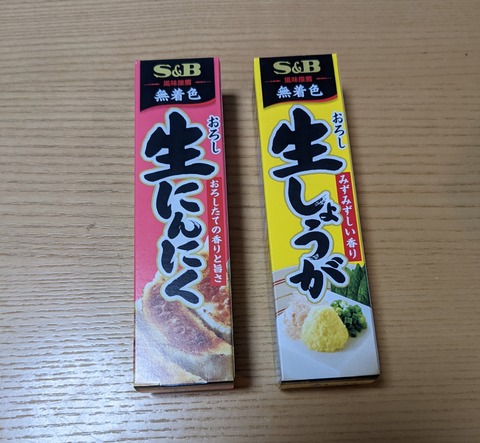 S&B
風味推薦
無着色
おろし
生にんにく
おろしたての香りと旨さ
S&B
風味推薦
無着色
おろし
生しょうが
みずみずしい香り